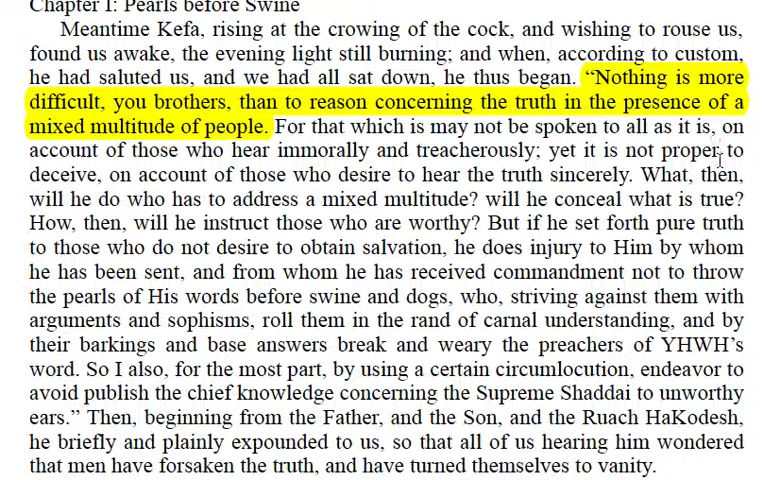 Chapter I: Pearls before Swine
Meantime Kefa, rising at the crowing of the cock, and wishing to rouse us,
found us awake, the evening light still burning; and when, according to custom,
he had saluted us, and we had all sat down, he thus began. “Nothing is more
difficult, you brothers, than to reason concerning the truth in the presence of a
mixed multitude of people. For that which is may not be spoken to all as it is, on
account of those who hear immorally and treacherously; yet it is not proper to
deceive, on account of those who desire to hear the truth sincerely. What, then,
will he do who has to address a mixed multitude? will he conceal what is true?
How, then, will he instruct those who are worthy? But if he set forth pure truth
to those who do not desire to obtain salvation, he does injury to Him by whom
he has been sent, and from whom he has received commandment not to throw
the pearls of His words before swine and dogs, who, striving against them with
arguments and sophisms, roll them in the rand of carnal understanding, and by
their barkings and base answers break and weary the preachers of YHWH’s
word. So I also, for the most part, by using a certain circumlocution, endeavor to
avoid publish the chief knowledge concerning the Supreme Shaddai to unworthy
ears.” Then, beginning from the Father, and the Son, and the Ruach HaKodesh,
he briefly and plainly expounded to us, so that all of us hearing him wondered
that men have forsaken the truth, and have turned themselves to vanity.